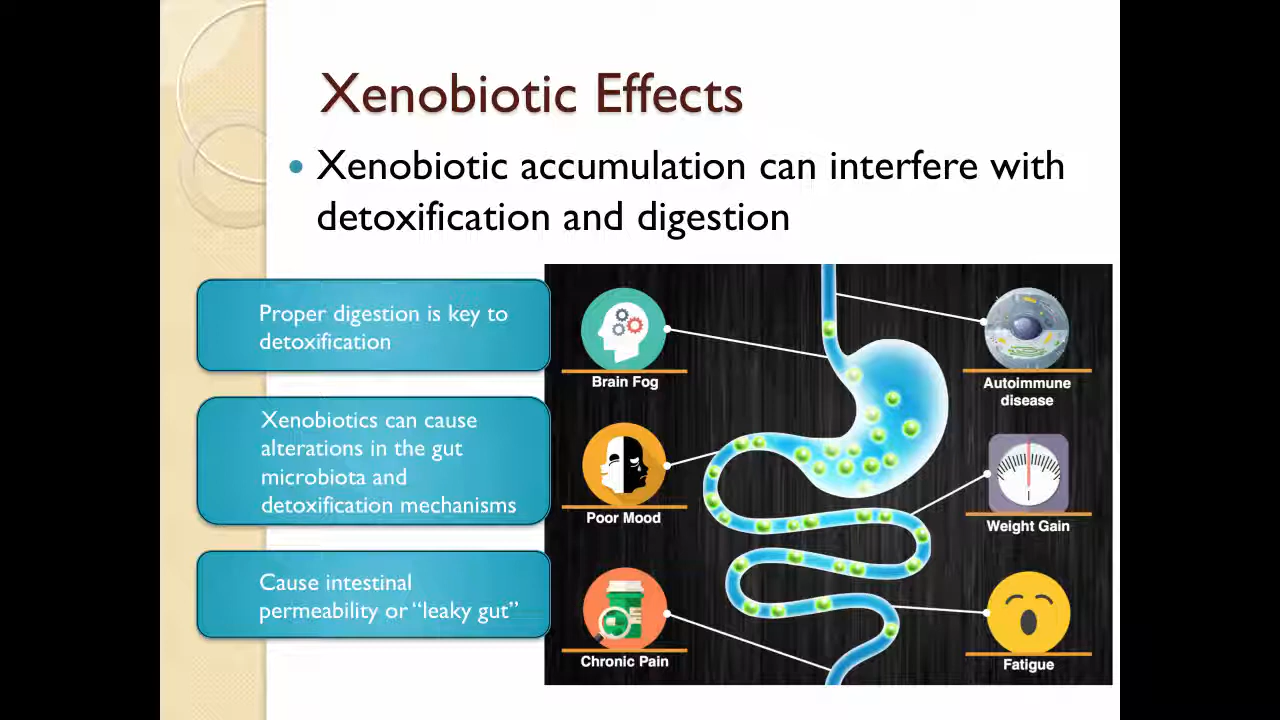 Xenobiotic Effects
• Xenobiotic accumulation can interfere with
detoxification and digestion
Proper digestion is key to
detoxification
Xenobiotics can cause
alterations in the gut
microbiota and
detoxification mechanisms
Cause intestinal
permeability or “leaky gut”
Brain Fog
Poor Mood
Chronic Pain
Autoimmune
disease
Weight Gain
Fatigue